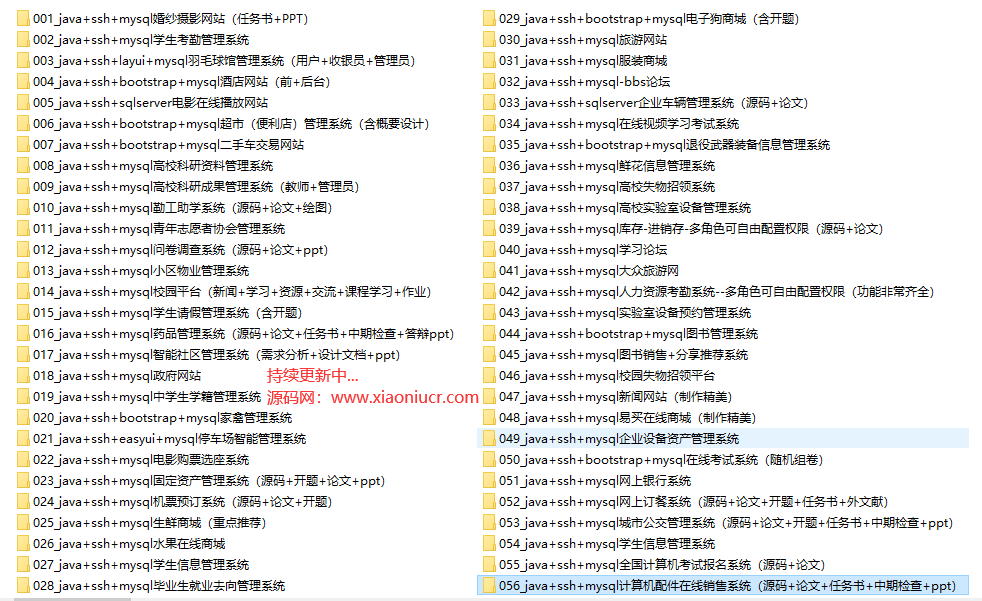 001_java+ssh+mysql婚纱摄影网站（任务书+PPT）
002_java+ssh+mysql学生考勤管理系统
003_java+ssh+layui+mysql羽毛球馆管理系统（用户+收银员+管理员）
004_java+ssh+bootstrap+mysql酒店网站（前+后台）
005_java+ssh+sqlserver电影在线播放网站
006_java+ssh+bootstrap+mysql超市（便利店）管理系统（含概要设计）
007_java+ssh+bootstrap+mysql二手车交易网站
008_java+ssh+mysql高校科研资料管理系统
009_java+ssh+mysql高校科研成果管理系统（教师+管理员）
010_java+ssh+mysql勤工助学系统（源码+论文+绘图）
011_java+ssh+mysql青年志愿者协会管理系统
012_java+ssh+mysql问卷调查系统（源码+论文+ppt）
013_java+ssh+mysql小区物业管理系统
014_java+ssh+mysql校园平台（新闻+学习+资源+交流+课程学习+作业）
015_java+ssh+mysql学生请假管理系统（含开题）
016_java+ssh+mysql药品管理系统（源码+论文+任务书+中期检查+答辩ppt）
017_java+ssh+mysql智能社区管理系统（需求分析+设计文档+ppt）
018_java+ssh+mysql政府网站
持续更新中...
019_java+ssh+mysql中学生学籍管理系统
源码网：www.xiaoniucr.com
020_java+ssh+bootstrap+mysql家禽管理系统
021_java+ssh+easyui+mysql停车场智能管理系统
022_java+ssh+mysql电影购票选座系统
023_java+ssh+mysql固定资产管理系统（源码+开题+论文+ppt）
024_java+ssh+mysql机票预订系统（源码+论文+开题）
025_java+ssh+mysql生鲜商城（重点推荐）
026_java+ssh+mysql水果在线商城
027_java+ssh+mysql学生信息管理系统
028_java+ssh+mysql毕业生就业去向管理系统
029_java+ssh+bootstrap+mysql电子狗商城（含开题）
030_java+ssh+mysql旅游网站
031_java+ssh+mysql服装商城
032_java+ssh+mysql-bbs论坛
033_java+ssh+sqlserver企业车辆管理系统（源码+论文）
034_java+ssh+mysql在线视频学习考试系统
035_java+ssh+bootstrap+mysql退役武器装备信息管理系统
036_java+ssh+mysql鲜花信息管理系统
037_java+ssh+mysql高校失物招领系统
038_java+ssh+mysql高校实验室设备管理系统
039_java+ssh+mysql库存-进销存-多角色可自由配置权限（源码+论文）
040_java+ssh+mysql学习论坛
041_java+ssh+mysql大众旅游网
042_java+ssh+mysql人力资源考勤系统--多角色可自由配置权限（功能非常齐全）
043_java+ssh+mysql实验室设备预约管理系统
044_java+ssh+bootstrap+mysql图书管理系统
045_java+ssh+mysql图书销售+分享推荐系统
046_java+ssh+mysql校园失物招领平台
047_java+ssh+mysql新闻网站（制作精美）
048_java+ssh+mysql易买在线商城（制作精美）
049_java+ssh+mysql企业设备资产管理系统
050_java+ssh+bootstrap+mysql在线考试系统（随机组卷）
051_java+ssh+mysql网上银行系统
052_java+ssh+mysql网上订餐系统（源码+论文+开题+任务书+外文献）
053_java+ssh+mysql城市公交管理系统（源码+论文+开题+任务书+中期检查+ppt）
054_java+ssh+mysql学生信息管理系统
055_java+ssh+mysql全国计算机考试报名系统（源码+论文）
056_java+ssh+mysql计算机配件在线销售系统（源码+论文+任务书+中期检查+ppt）